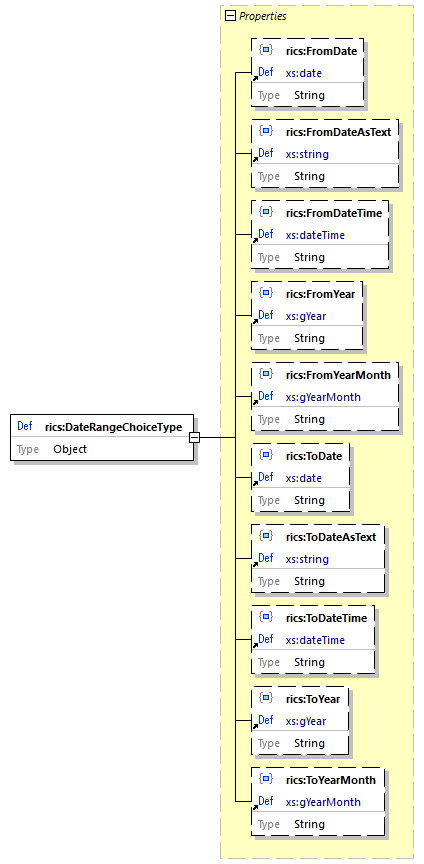 Properties
rics:FromDate
Def xs:date
Type String
rics:FromDateAsText
Def xs:string
Type String
rics:FromDateTime
Def xs:dateTime
Type String
rics:FromYear
Def xs:gYear
Type String
rics:FromYearMonth
Def xs:gYearMonth
Type String
Def rics:DateRangeChoiceType
Type Object
rics:ToDate
Def xs:date
Type String
rics:ToDateAsText
Def xs:string
Type String
rics:ToDateTime
Def xs:dateTime
Type String
rics:ToYear
Def xs:gYear
Type String
rics:ToYearMonth
Def xs:gYearMonth
Type String